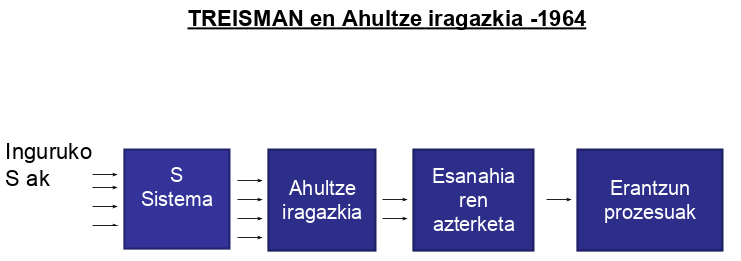 TREISMAN en Ahultze iragazkia -1964
Inguruko
S ak
S
Sistema
Ahultze
iragazkia
Esanahia
ren
azterketa
Erantzun
prozesuak